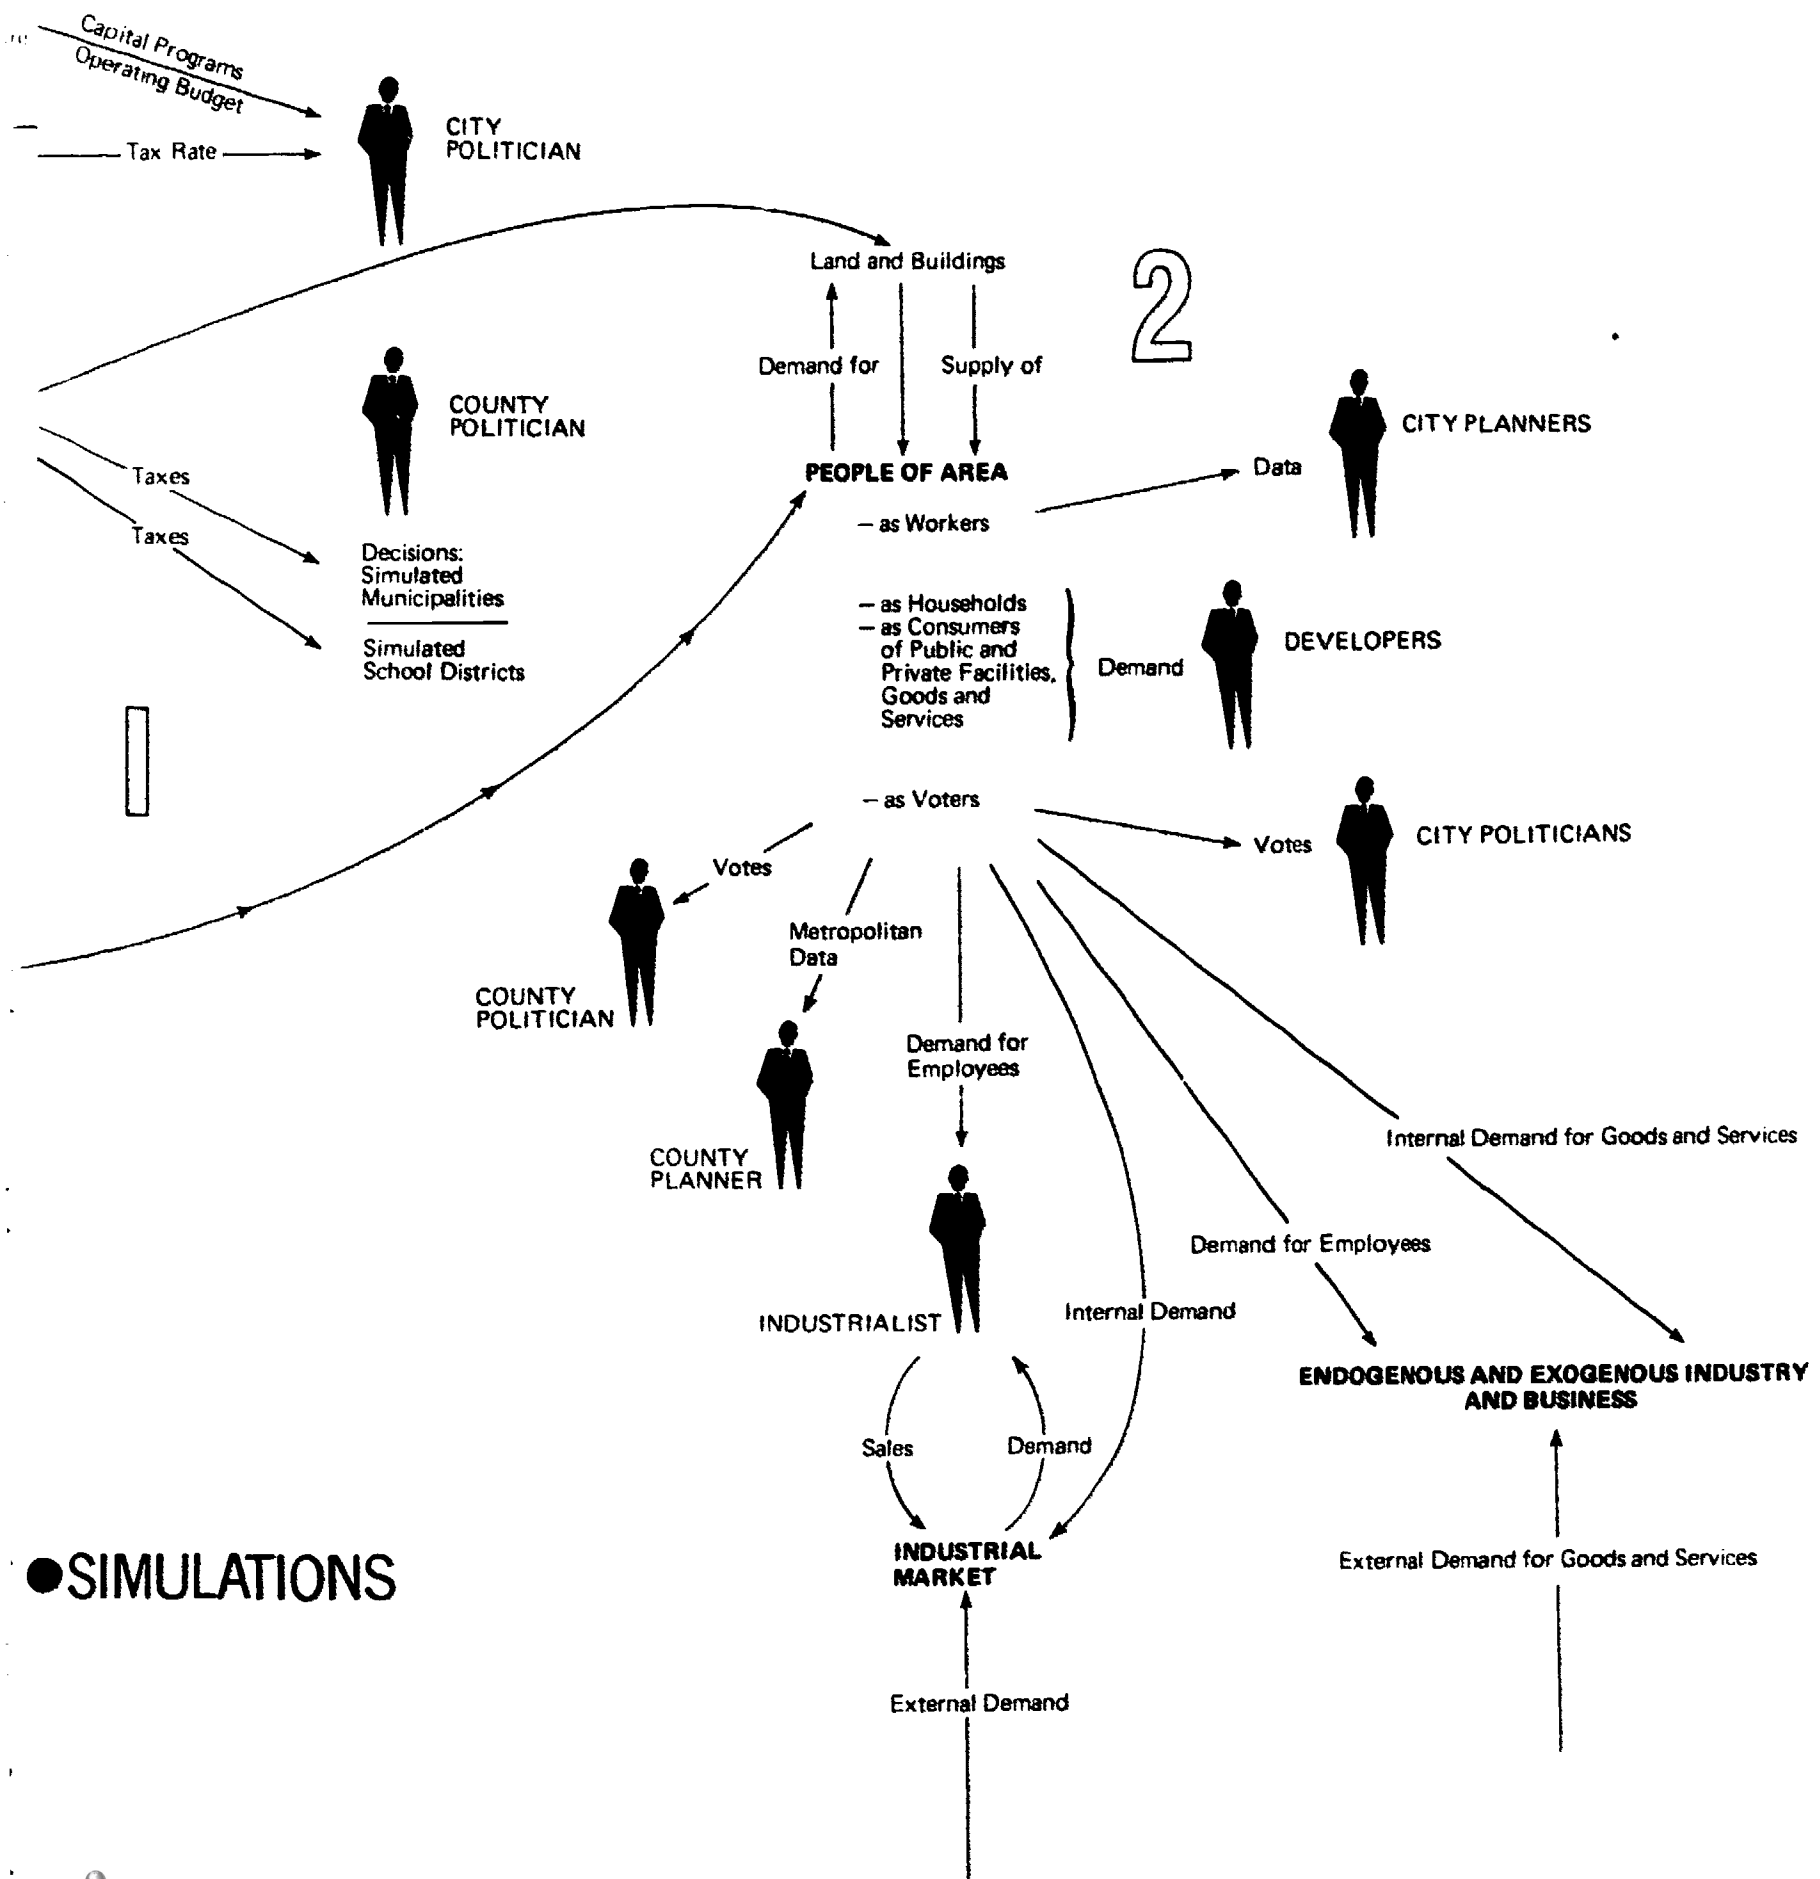 Capital Programs
Operating Budget
Tax Rate
CITY
POLITICIAN
Land and Buildings
2
Demand for
Supply of
COUNTY
POLITICIAN
CITY PLANNERS
Data
PEOPLE OF AREA
Taxes
Taxes
— as Workers
Decisions:
Simulated
Municipalities
Simulated
School Districts
— as Households
— as Consumers
of Public and
Private Facilities,
Goods and
Services
Demand
DEVELOPERS
— as Voters
Votes
CITY POLITICIANS
Votes
Metropolitan
Data
COUNTY
POLITICIAN
Demand for
Employees
Internal Demand for Goods and Services
COUNTY
PLANNER
Demand for Employees
Internal Demand
INDUSTRIALIST
ENDOGENOUS AND EXOGENOUS INDUSTRY
AND BUSINESS
Sales
Demand
INDUSTRIAL
MARKET
External Demand for Goods and Services
●SIMULATIONS
External Demand